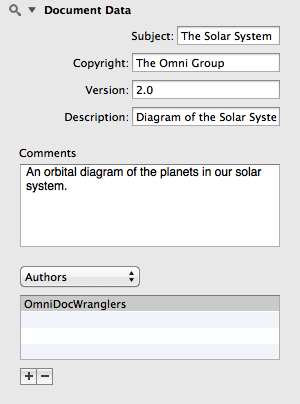 Document Data
Subject: The Solar System
Copyright: The Omni Group
Version: 2.0
Description: Diagram of the Solar Syste
Comments
An orbital diagram of the planets in our solar
system.
Authors
OmniDocWranglers
+ −